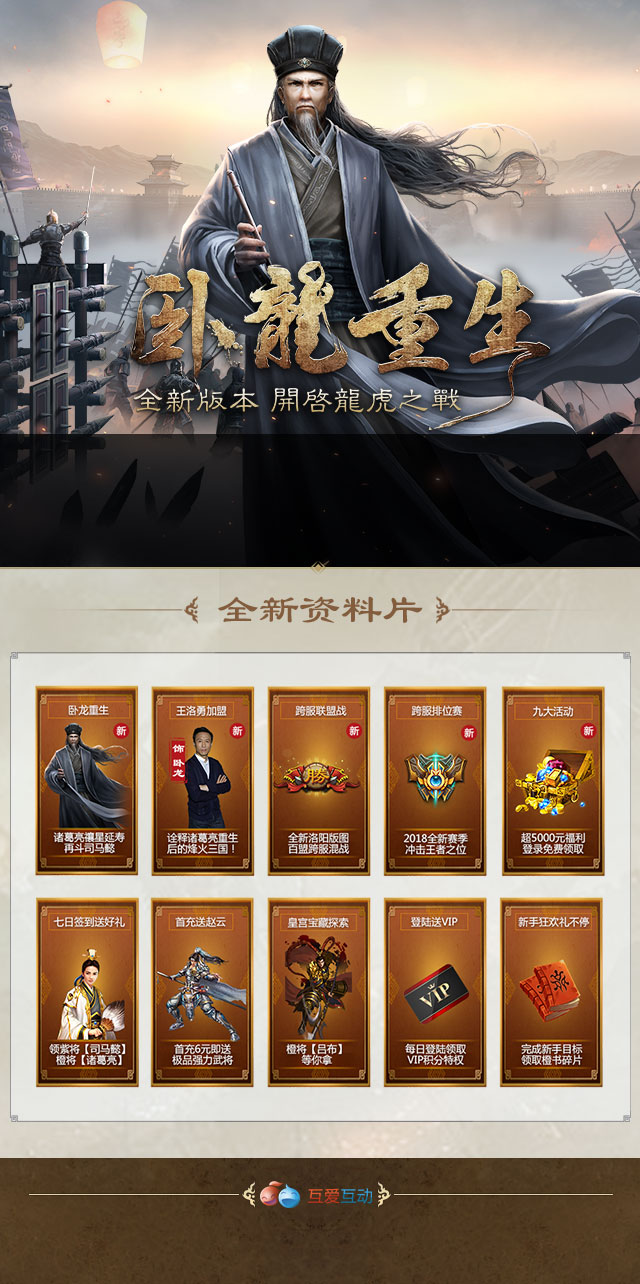 卧龍重生
全新版本 開啓龍虎之戰
全新资料片
卧龙重生
新
诸葛亮禳星延寿
再斗司马懿
王洛勇加盟
新
饰卧龙
诠释诸葛亮重生
后的烽火三国！
跨服联盟战
新
勝
全新洛阳版图
百盟跨服混战
跨服排位赛
新
2018全新赛季
冲击王者之位
九大活动
新
超5000元福利
登录免费领取
七日签到送好礼
领紫将【司马懿】
橙将【诸葛亮】
首充送赵云
首充6元即送
极品强力武将
皇宫宝藏探索
橙将【吕布】
等你拿
登陆送VIP
VIP
每日登陆领取
VIP积分特权
新手狂欢礼不停
完成新手目标
领取橙书碎片
互爱互动